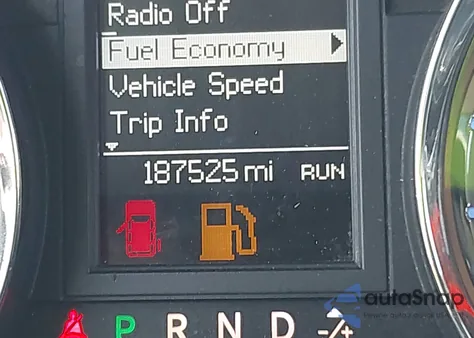 Radio Off
Fuel Economy
Vehicle Speed
Trip Info
187525 mi RUN
P R N D -/+
autoSnap